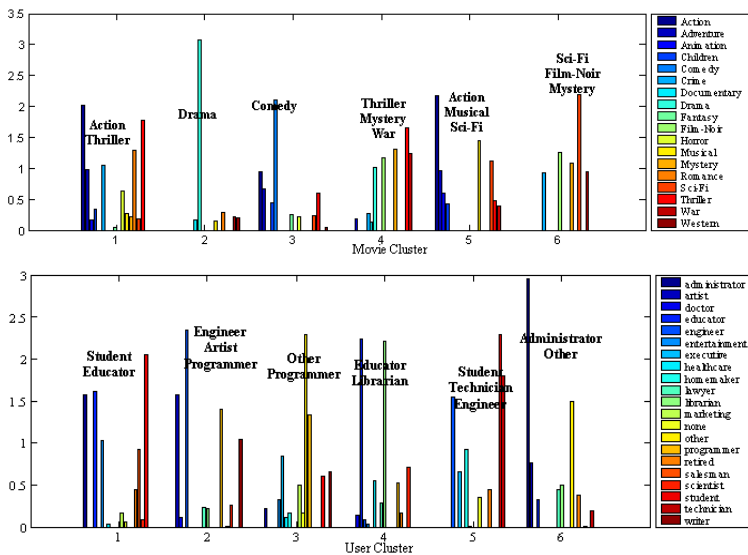 3.5
3
2.5
2
1.5
1
0.5
0
Action
Thriller
Drama
Comedy
Thriller
Mystery
War
Action
Musical
Sci-Fi
Sci-Fi
Film-Noir
Mystery
1 2 3 4 5 6
Movie Cluster
Action
Adventure
Animation
Children
Comedy
Crime
Documentary
Drama
Fantasy
Film-Noir
Horror
Musical
Mystery
Romance
Sci-Fi
Thriller
War
Western
3
2.5
2
1.5
1
0.5
0
Student
Educator
Engineer
Artist
Programmer
Other
Programmer
Educator
Librarian
Student
Technician
Engineer
Administrator
Other
1 2 3 4 5 6
User Cluster
administrator
artist
doctor
educator
engineer
entertainment
executive
healthcare
homemaker
lawyer
librarian
marketing
none
other
programmer
retired
salesman
scientist
student
technician
writer